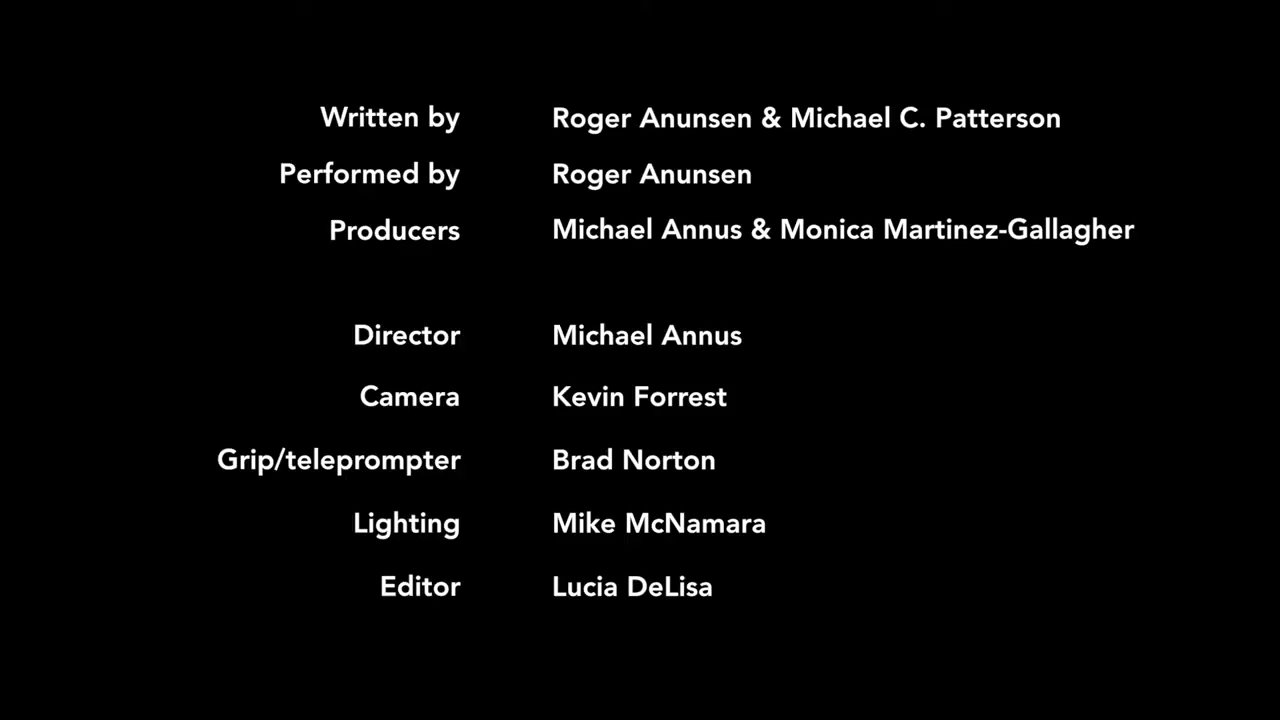 Written by Roger Anunsen & Michael C. Patterson
Performed by Roger Anunsen
Producers Michael Annus & Monica Martinez-Gallagher
Director Michael Annus
Camera Kevin Forrest
Grip/teleprompter Brad Norton
Lighting Mike McNamara
Editor Lucia DeLisa